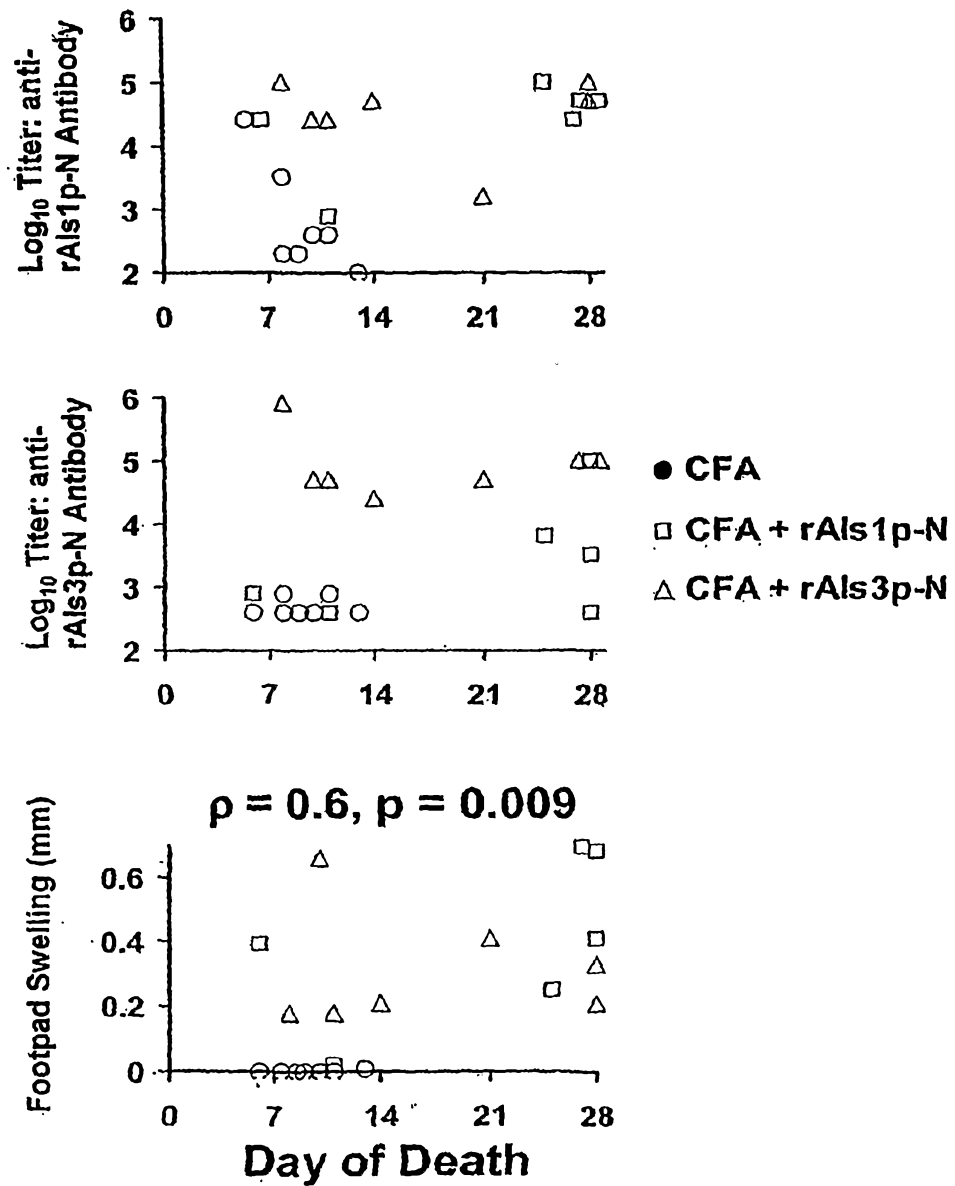 Log10 Titer: anti-
rAls1p-N Antibody
6
5
4
3
2
0 7 14 21 28
Log10 Titer: anti-
rAls3p-N Antibody
6
5
4
3
2
0 7 14 21 28
CFA
CFA + rAls1p-N
CFA + rAls3p-N
ρ = 0.6, p = 0.009
Footpad Swelling (mm)
0.6
0.4
0.2
0
0 7 14 21 28
Day of Death